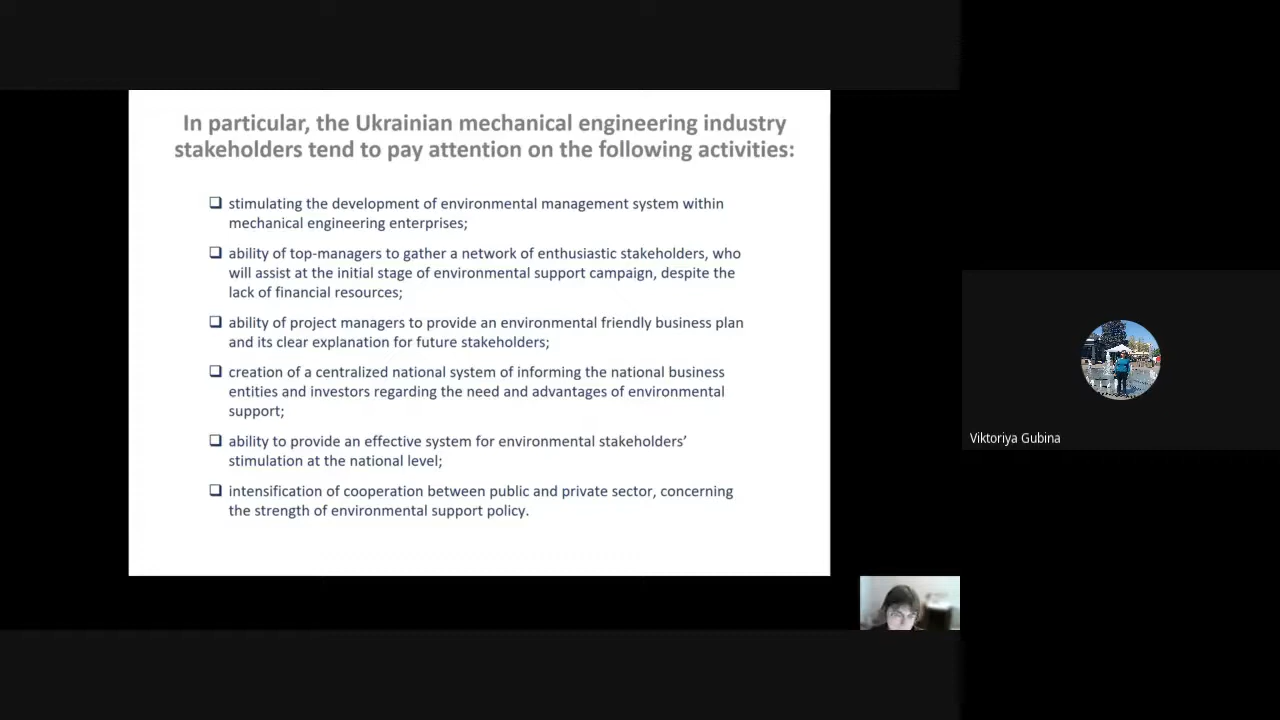 In particular, the Ukrainian mechanical engineering industry
stakeholders tend to pay attention on the following activities:
stimulating the development of environmental management system within
mechanical engineering enterprises;
ability of top-managers to gather a network of enthusiastic stakeholders, who
will assist at the initial stage of environmental support campaign, despite the
lack of financial resources;
ability of project managers to provide an environmental friendly business plan
and its clear explanation for future stakeholders;
creation of a centralized national system of informing the national business
entities and investors regarding the need and advantages of environmental
support;
ability to provide an effective system for environmental stakeholders’
stimulation at the national level;
intensification of cooperation between public and private sector, concerning
the strength of environmental support policy.
Viktoriya Gubina